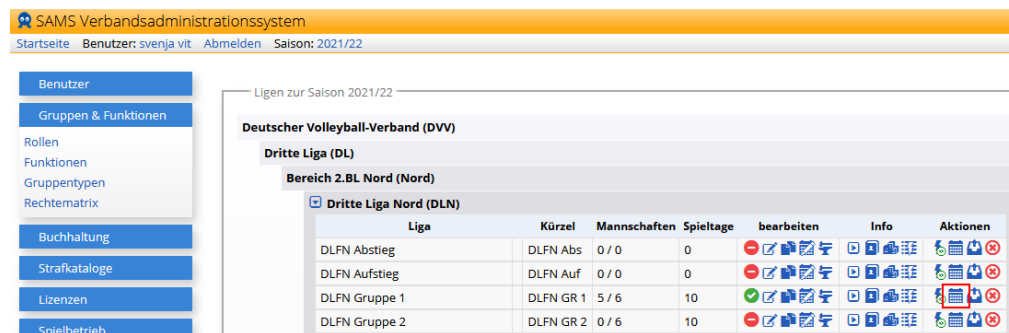 SAMS Verbandsadministrationssystem
Startseite Benutzer: svenja vit Abmelden Saison: 2021/22
Benutzer
Gruppen & Funktionen
Rollen
Funktionen
Gruppentypen
Rechtematrix
Buchhaltung
Strafkataloge
Lizenzen
Spielbetrieb
Ligen zur Saison 2021/22
Deutscher Volleyball-Verband (DVV)
Dritte Liga (DL)
Bereich 2.BL Nord (Nord)
Dritte Liga Nord (DLN)
Liga Kürzel Mannschaften Spieltage bearbeiten Info Aktionen
DLFN Abstieg DLFN Abs 0 / 0 0
DLFN Aufstieg DLFN Auf 0 / 0 0
DLFN Gruppe 1 DLFN GR 1 5 / 6 10
DLFN Gruppe 2 DLFN GR 2 0 / 6 10